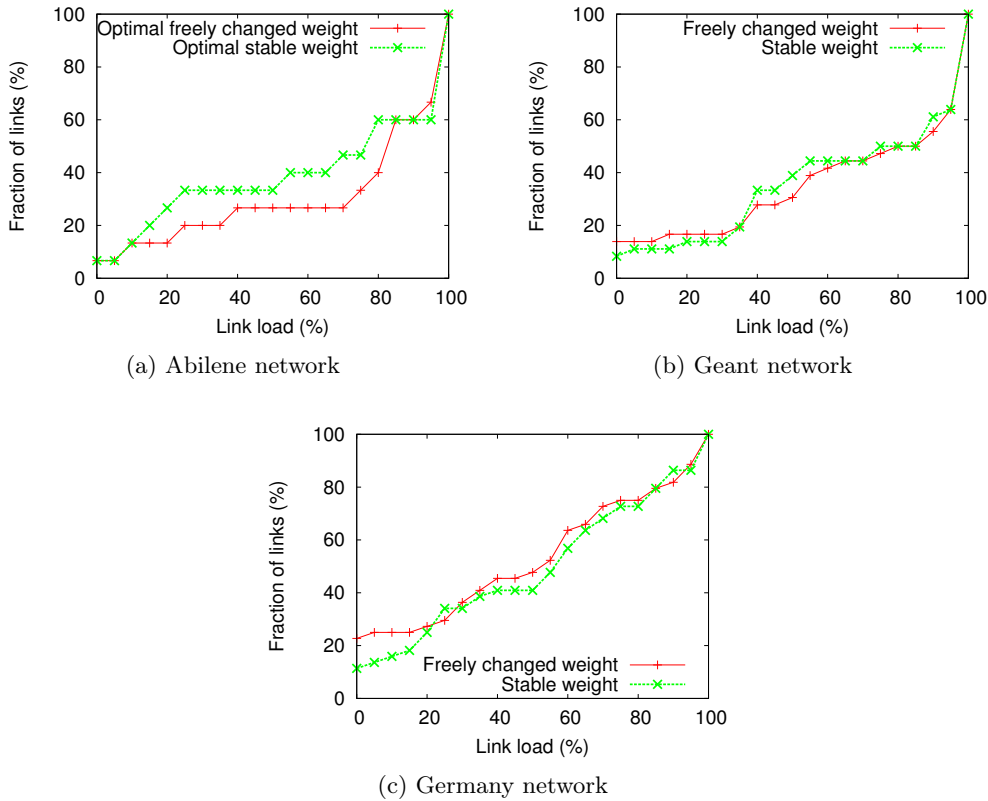 Optimal freely changed weight
Optimal stable weight
Fraction of links (%)
100
80
60
40
20
0
0 20 40 60 80 100
Link load (%)
(a) Abilene network
Freely changed weight
Stable weight
Fraction of links (%)
100
80
60
40
20
0
0 20 40 60 80 100
Link load (%)
(b) Geant network
Fraction of links (%)
100
80
60
40
20
0
Freely changed weight
Stable weight
0 20 40 60 80 100
Link load (%)
(c) Germany network